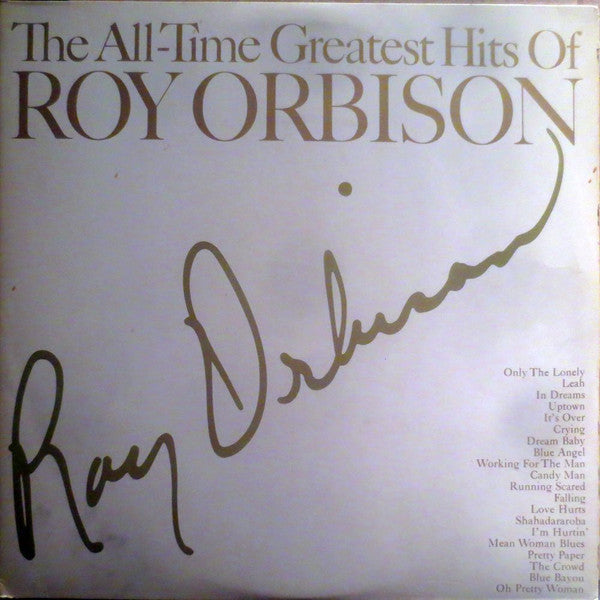 The All-Time Greatest Hits Of
ROY ORBISON
Roy Orbison
Only The Lonely
Leah
In Dreams
Uptown
It's Over
Crying
Dream Baby
Blue Angel
Working For The Man
Candy Man
Running Scared
Falling
Love Hurts
Shahadararoba
I'm Hurtin'
Mean Woman Blues
Pretty Paper
The Crowd
Blue Bayou
Oh Pretty Woman